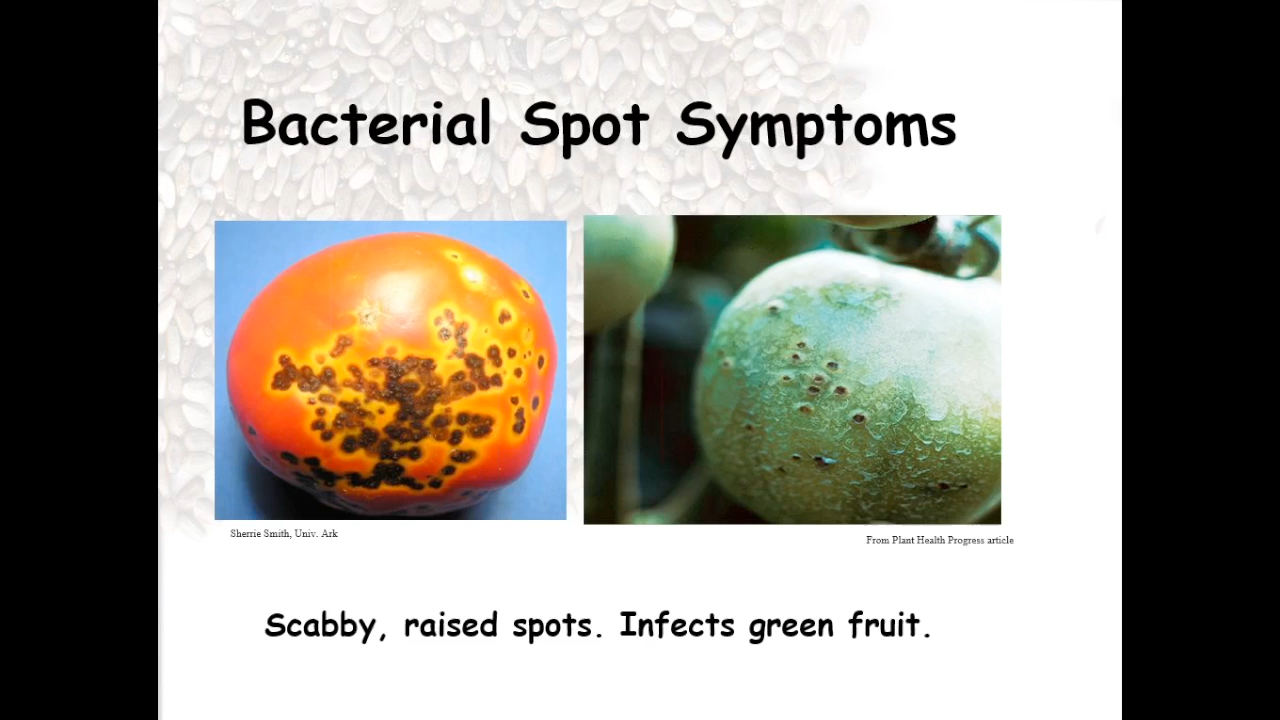 Bacterial Spot Symptoms
Sherrie Smith, Univ. Ark
From Plant Health Progress article
Scabby, raised spots. Infects green fruit.